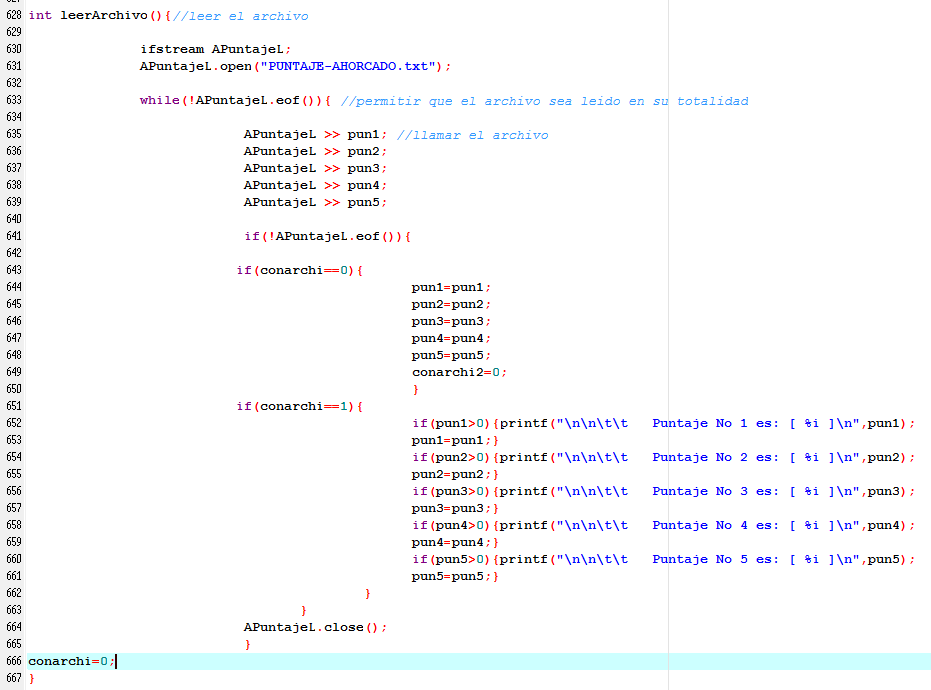 628 int leerArchivo(){//leer el archivo
629
630 ifstream APuntajeL;
631 APuntajeL.open("PUNTAJE-AHORCADO.txt");
632
633 while(!APuntajeL.eof()){ //permitir que el archivo sea leido en su totalidad
634
635 APuntajeL >> pun1; //llamar el archivo
636 APuntajeL >> pun2;
637 APuntajeL >> pun3;
638 APuntajeL >> pun4;
639 APuntajeL >> pun5;
640
641 if(!APuntajeL.eof()){
642
643 if(conarchi==0){
644 pun1=pun1;
645 pun2=pun2;
646 pun3=pun3;
647 pun4=pun4;
648 pun5=pun5;
649 conarchi2=0;
650 }
651 if(conarchi==1){
652 if(pun1>0){printf("\n\n\t\t   Puntaje No 1 es: [ %i ]\n",pun1);
653 pun1=pun1;}
654 if(pun2>0){printf("\n\n\t\t   Puntaje No 2 es: [ %i ]\n",pun2);
655 pun2=pun2;}
656 if(pun3>0){printf("\n\n\t\t   Puntaje No 3 es: [ %i ]\n",pun3);
657 pun3=pun3;}
658 if(pun4>0){printf("\n\n\t\t   Puntaje No 4 es: [ %i ]\n",pun4);
659 pun4=pun4;}
660 if(pun5>0){printf("\n\n\t\t   Puntaje No 5 es: [ %i ]\n",pun5);
661 pun5=pun5;}
662 }
663 }
664 APuntajeL.close();
665 }
666 conarchi=0;
667 }